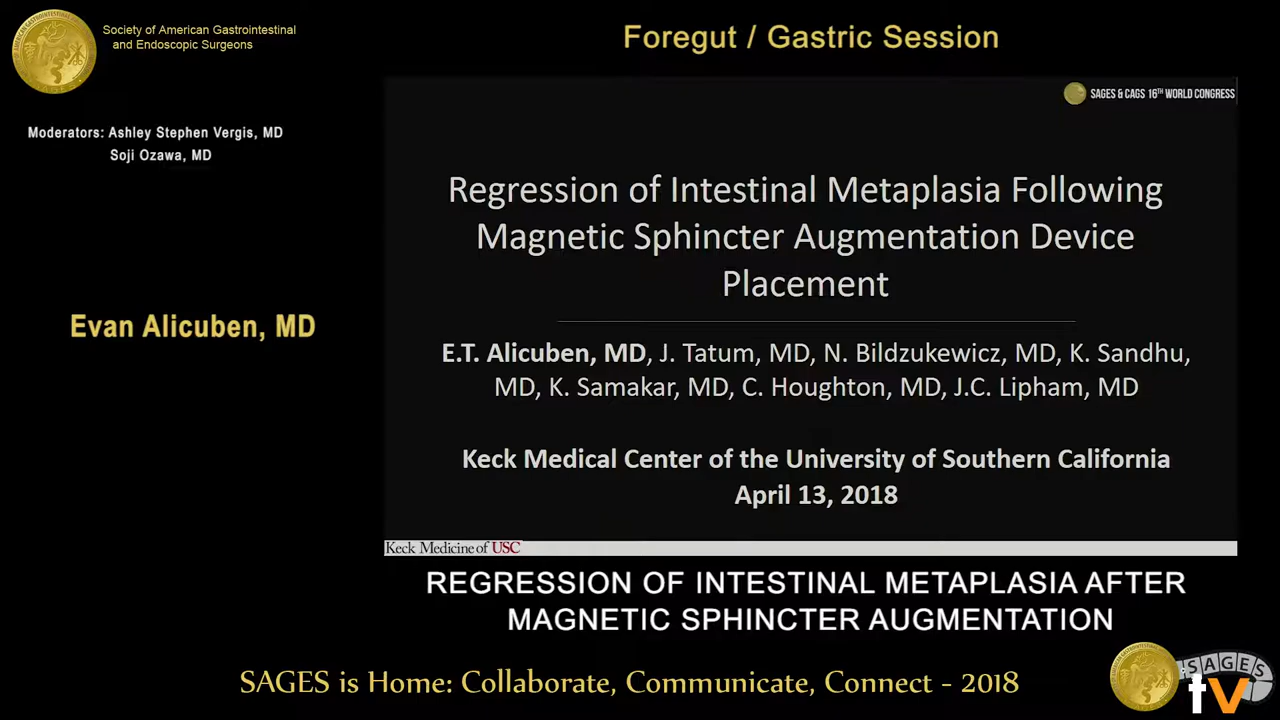 Society of American Gastrointestinal
and Endoscopic Surgeons
Foregut / Gastric Session
Moderators: Ashley Stephen Vergis, MD
Soji Ozawa, MD
Evan Alicuben, MD
SAGES & CAGS 16TH WORLD CONGRESS
Regression of Intestinal Metaplasia Following
Magnetic Sphincter Augmentation Device
Placement
E.T. Alicuben, MD, J. Tatum, MD, N. Bildzukewicz, MD, K. Sandhu,
MD, K. Samakar, MD, C. Houghton, MD, J.C. Lipham, MD
Keck Medical Center of the University of Southern California
April 13, 2018
Keck Medicine of USC
REGRESSION OF INTESTINAL METAPLASIA AFTER
MAGNETIC SPHINCTER AUGMENTATION
SAGES is Home: Collaborate, Communicate, Connect - 2018
SAGES
tv